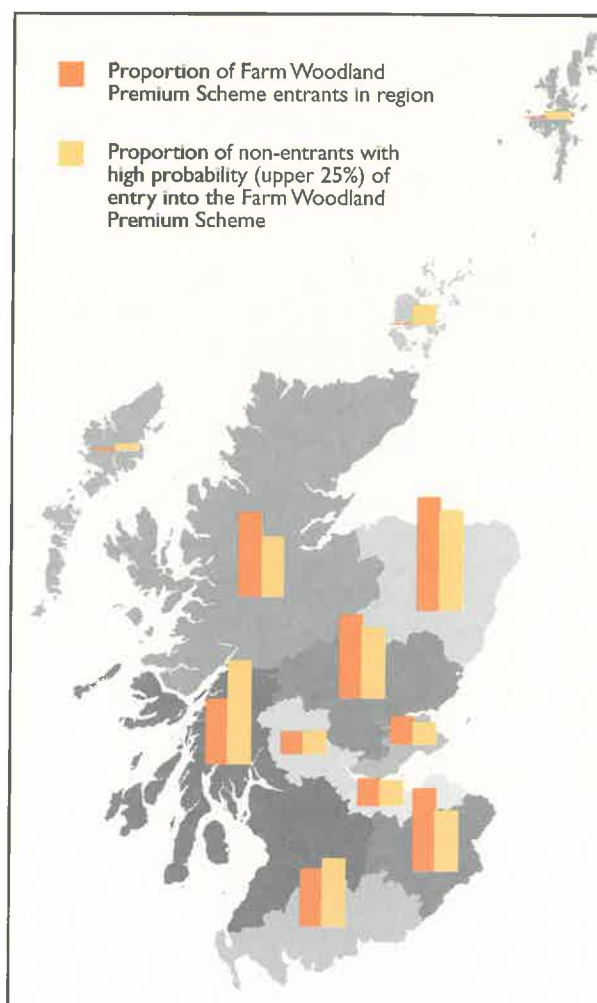 Proportion of Farm Woodland
Premium Scheme entrants in region
Proportion of non-entrants with
high probability (upper 25%) of
entry into the Farm Woodland
Premium Scheme